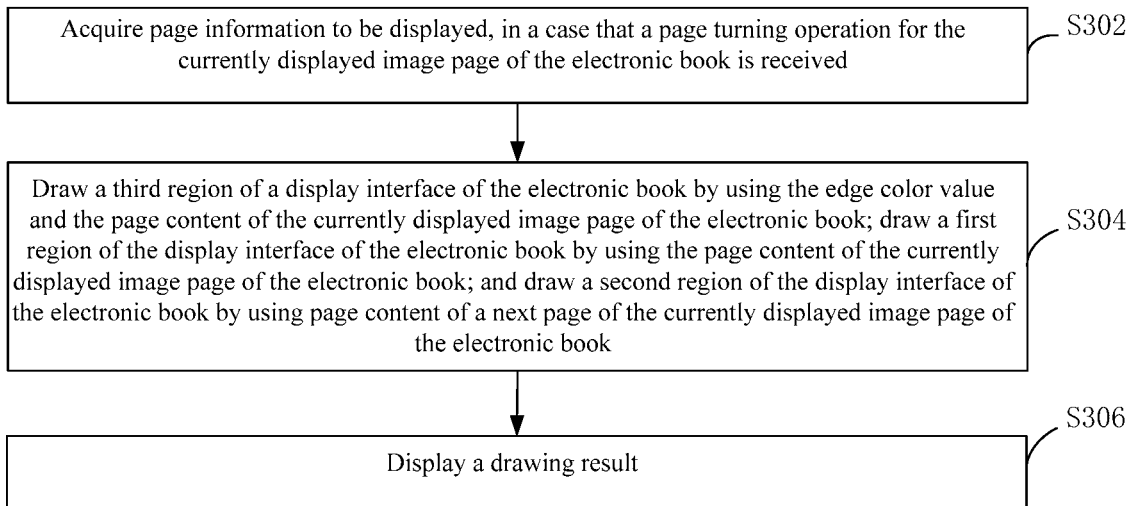 Acquire page information to be displayed, in a case that a page turning operation for the
currently displayed image page of the electronic book is received
S302
Draw a third region of a display interface of the electronic book by using the edge color value
and the page content of the currently displayed image page of the electronic book; draw a first
region of the display interface of the electronic book by using the page content of the currently
displayed image page of the electronic book; and draw a second region of the display interface of
the electronic book by using page content of a next page of the currently displayed image page of
the electronic book
S304
Display a drawing result
S306